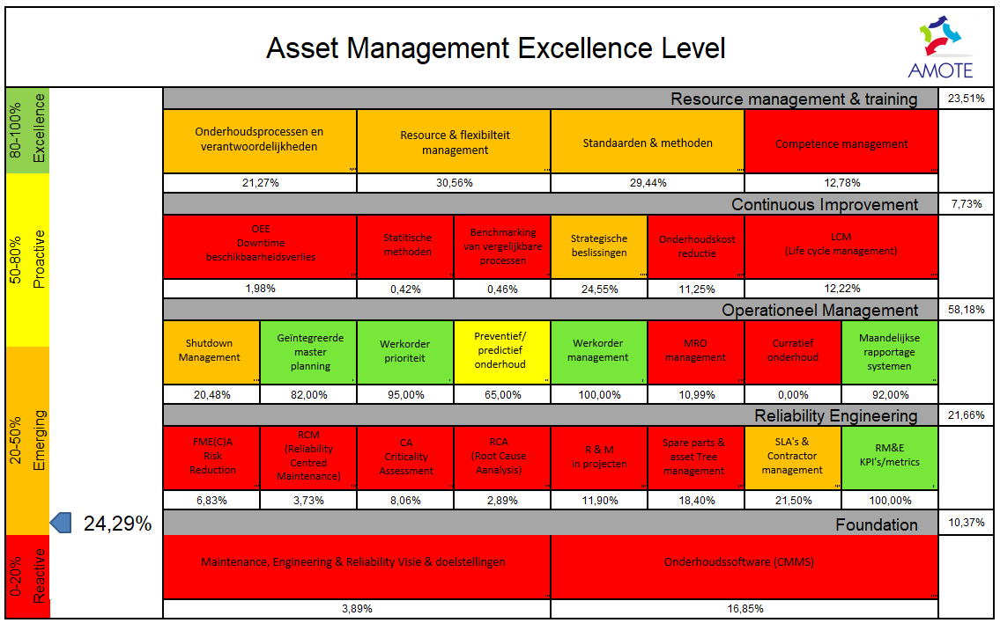 Asset Management Excellence Level
AMOTE
80-100%
Excellence
50-80%
Proactive
20-50%
Emerging
0-20%
Reactive
24,29%
Resource management & training
23,51%
Onderhoudsprocessen en
verantwoordelijkheden
Resource & flexibilteit
management
Standaarden & methoden
Competence management
21,27%
30,56%
29,44%
12,78%
Continuous Improvement
7,73%
OEE
Downtime
beschikbaarheidsverlies
Statitische
methoden
Benchmarking
van vergelijkbare
processen
Strategische
beslissingen
Onderhoudskost
reductie
LCM
(Life cycle management)
1,98%
0,42%
0,46%
24,55%
11,25%
12,22%
Operationeel Management
58,18%
Shutdown
Management
Geïntegreerde
master
planning
Werkorder
prioriteit
Preventief/
predictief
onderhoud
Werkorder
management
MRO
management
Curratief
onderhoud
Maandelijkse
rapportage
systemen
20,48%
82,00%
95,00%
65,00%
100,00%
10,99%
0,00%
92,00%
Reliability Engineering
21,66%
FME(C)A
Risk
Reduction
RCM
(Reliability
Centred
Maintenance)
CA
Criticality
Assessment
RCA
(Root Cause
Aanalysis)
R & M
in projecten
Spare parts &
asset Tree
management
SLA's &
Contractor
management
RM&E
KPI's/metrics
6,83%
3,73%
8,06%
2,89%
11,90%
18,40%
21,50%
100,00%
Foundation
10,37%
Maintenance, Engineering & Reliability Visie & doelstellingen
Onderhoudssoftware (CMMS)
3,89%
16,85%